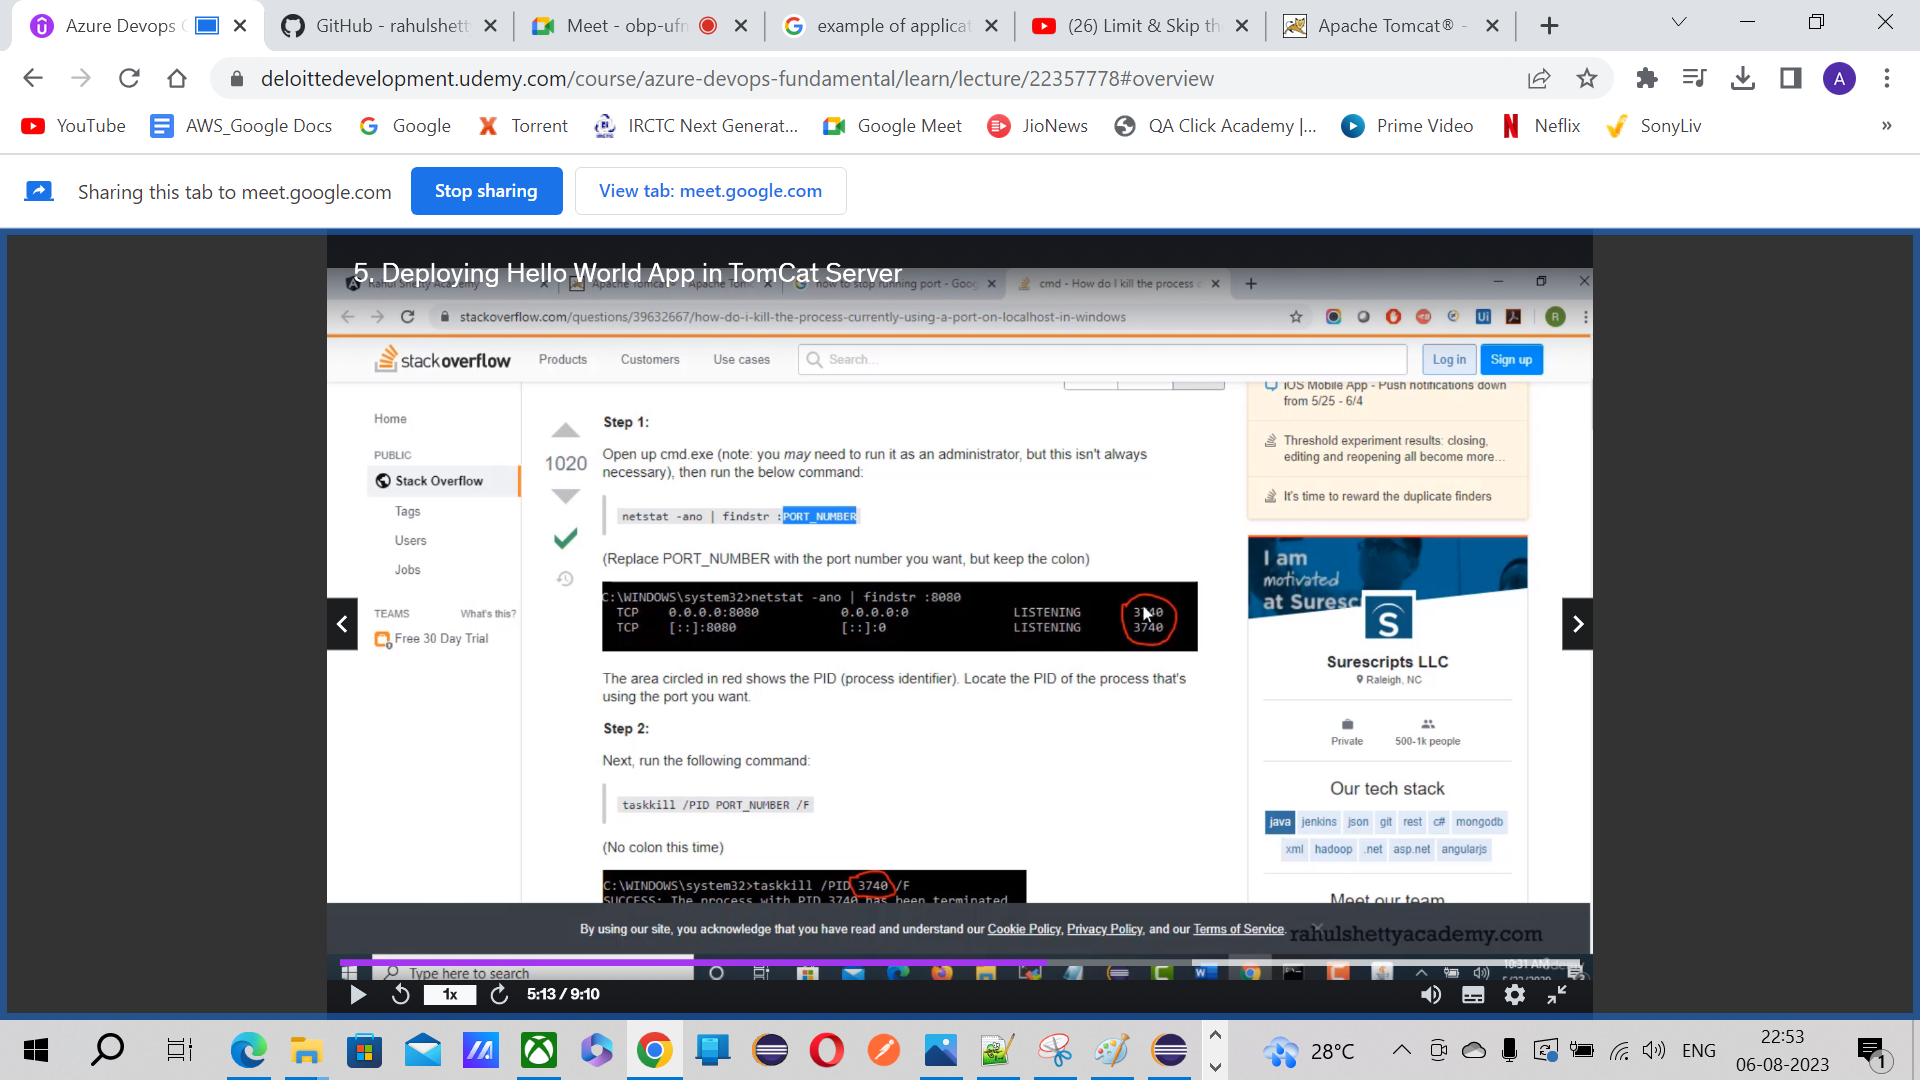 Azure Devops
GitHub - rahulshett
Meet - obp-ufn
example of applicat
(26) Limit & Skip th
Apache Tomcat® -
deloittedevelopment.udemy.com/course/azure-devops-fundamental/learn/lecture/22357778#overview
A
YouTube
AWS_Google Docs
Google
Torrent
IRCTC Next Generat...
Google Meet
JioNews
QA Click Academy |...
Prime Video
Neflix
SonyLiv
»
Sharing this tab to meet.google.com
Stop sharing
View tab: meet.google.com
5. Deploying Hello World App in TomCat Server
how to stop running port - Goog
cmd - How do I kill the process
stackoverflow.com/questions/39632667/how-do-i-kill-the-process-currently-using-a-port-on-localhost-in-windows
R
stackoverflow
Products
Customers
Use cases
Search...
Log in
Sign up
Home
PUBLIC
Stack Overflow
Tags
Users
Jobs
TEAMS
What's this?
Free 30 Day Trial
1020
Step 1:
Open up cmd.exe (note: you may need to run it as an administrator, but this isn't always
necessary), then run the below command:
netstat -ano | findstr :PORT_NUMBER
(Replace PORT_NUMBER with the port number you want, but keep the colon)
C:\WINDOWS\system32>netstat -ano | findstr :8080
TCP 0.0.0.0:8080 0.0.0.0:0 LISTENING 3740
TCP [::]:8080 [::]:0 LISTENING 3740
The area circled in red shows the PID (process identifier). Locate the PID of the process that's
using the port you want.
Step 2:
Next, run the following command:
taskkill /PID PORT_NUMBER /F
(No colon this time)
C:\WINDOWS\system32>taskkill /PID 3740 /F
SUCCESS: The process with PID 3740 has been terminated
iOS Mobile App - Push notifications down
from 5/25 - 6/4
Threshold experiment results: closing,
editing and reopening all become more...
It's time to reward the duplicate finders
I am
motivated
at Suresc
S
Surescripts LLC
Raleigh, NC
Private
500-1k people
Our tech stack
java jenkins json git rest c# mongodb
xml hadoop .net asp.net angularjs
Meet our team
By using our site, you acknowledge that you have read and understand our Cookie Policy, Privacy Policy, and our Terms of Service.
rahulshettyacademy.com
Type here to search
10:31 AM
1x
5:13 / 9:10
28°C
ENG
22:53
06-08-2023
1